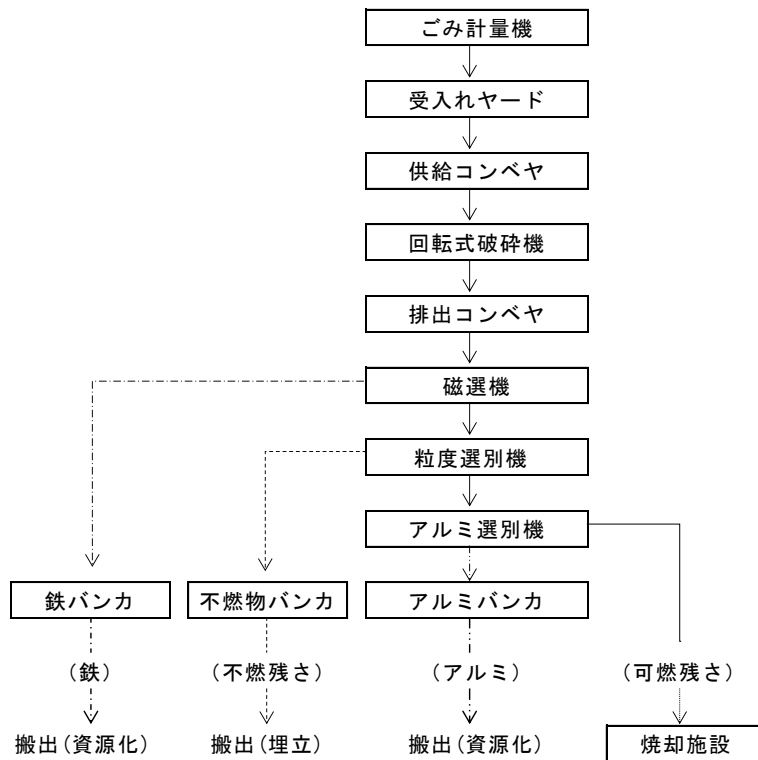 ごみ計量機
受入れヤード
供給コンベヤ
回転式破砕機
排出コンベヤ
磁選機
粒度選別機
アルミ選別機
鉄バンカ 不燃物バンカ アルミバンカ
(鉄) (不燃残さ) (アルミ) (可燃残さ)
搬出(資源化) 搬出(埋立) 搬出(資源化) 焼却施設